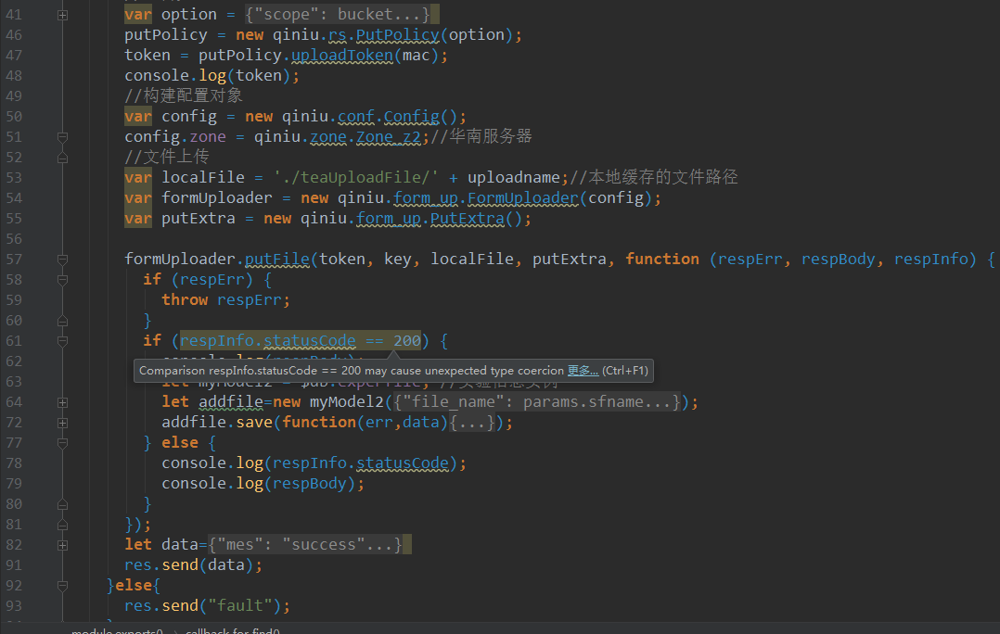 41 var option = {"scope": bucket...}
46 putPolicy = new qiniu.rs.PutPolicy(option);
47 token = putPolicy.uploadToken(mac);
48 console.log(token);
49 //构建配置对象
50 var config = new qiniu.conf.Config();
51 config.zone = qiniu.zone.Zone_z2;//华南服务器
52 //文件上传
53 var localFile = './teaUploadFile/' + uploadname;//本地缓存的文件路径
54 var formUploader = new qiniu.form_up.FormUploader(config);
55 var putExtra = new qiniu.form_up.PutExtra();
56
57 formUploader.putFile(token, key, localFile, putExtra, function (respErr, respBody, respInfo) {
58 if (respErr) {
59 throw respErr;
60 }
61 if (respInfo.statusCode == 200) {
62 console.log(respBody);
Comparison respInfo.statusCode == 200 may cause unexpected type coercion 更多... (Ctrl+F1)
63 let myModel2 = $db.experFile; //实验信息实例
64 let addfile=new myModel2({"file_name": params.sfname...});
72 addfile.save(function(err,data){...});
77 } else {
78 console.log(respInfo.statusCode);
79 console.log(respBody);
80 }
81 });
82 let data={"mes": "success"...}
91 res.send(data);
92 }else{
93 res.send("fault");
module.exports() › callback for find()